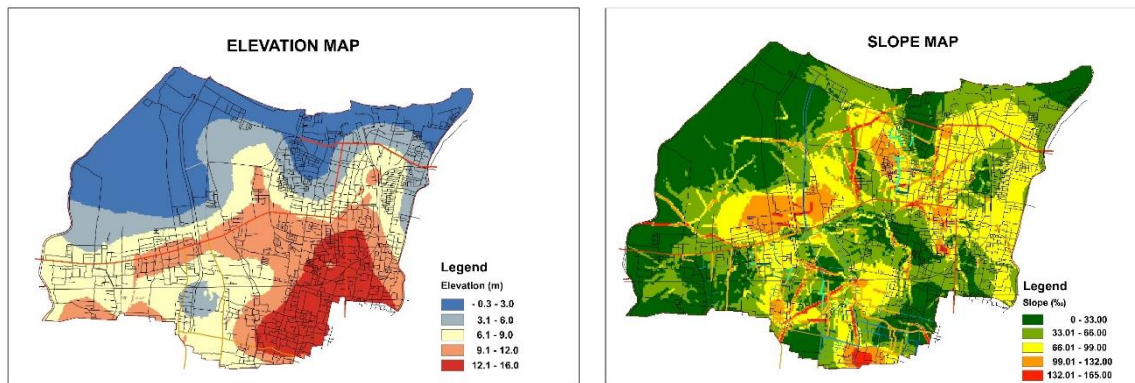 ELEVATION MAP
Legend
Elevation (m)
- 0.3 - 3.0
3.1 - 6.0
6.1 - 9.0
9.1 - 12.0
12.1 - 16.0
SLOPE MAP
Legend
Slope (‰)
0 - 33.00
33.01 - 66.00
66.01 - 99.00
99.01 - 132.00
132.01 - 165.00